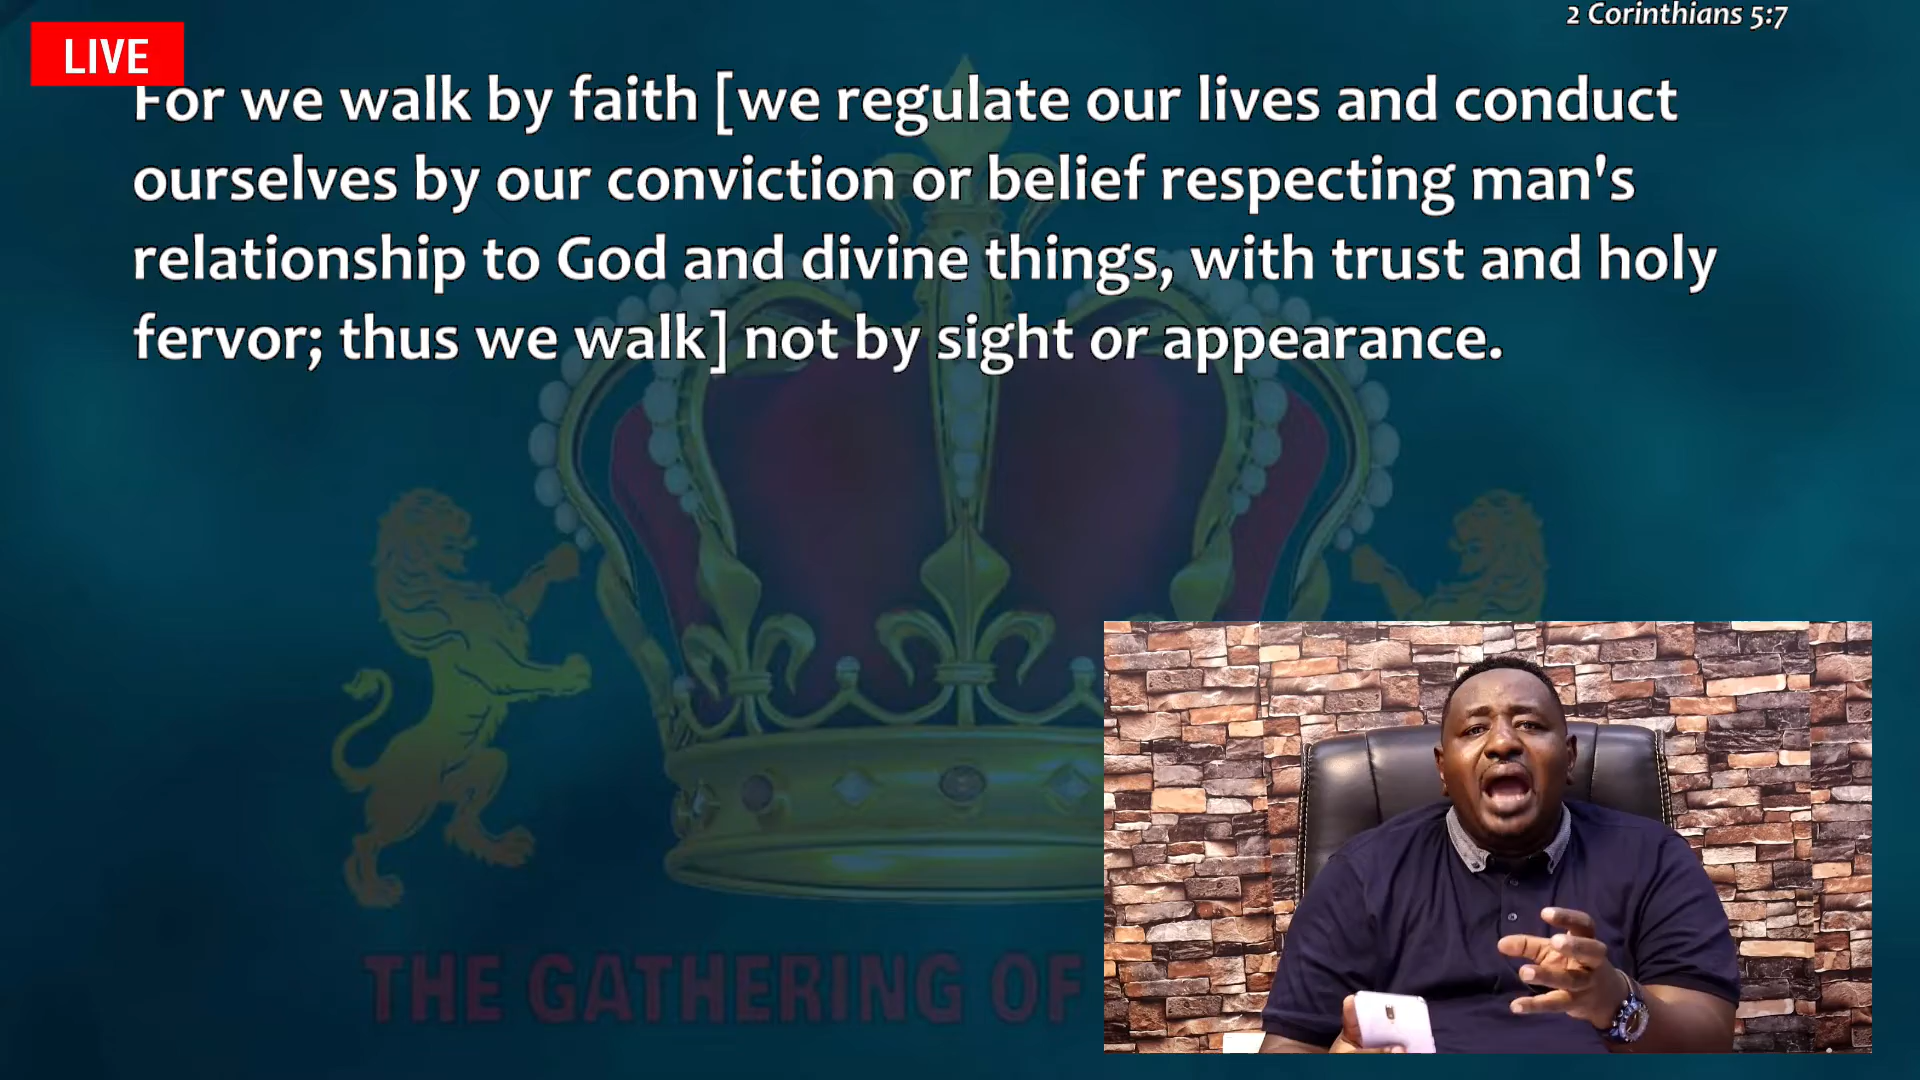 2 Corinthians 5:7
LIVE
For we walk by faith [we regulate our lives and conduct
ourselves by our conviction or belief respecting man's
relationship to God and divine things, with trust and holy
fervor; thus we walk] not by sight or appearance.
THE GATHERING OF